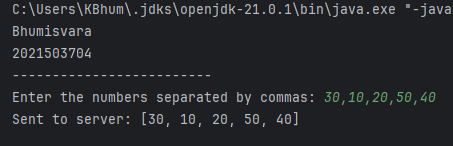 C:\Users\KBhum\.jdks\openjdk-21.0.1\bin\java.exe "-java
Bhumisvara
2021503704
-------------------------
Enter the numbers separated by commas: 30,10,20,50,40
Sent to server: [30, 10, 20, 50, 40]